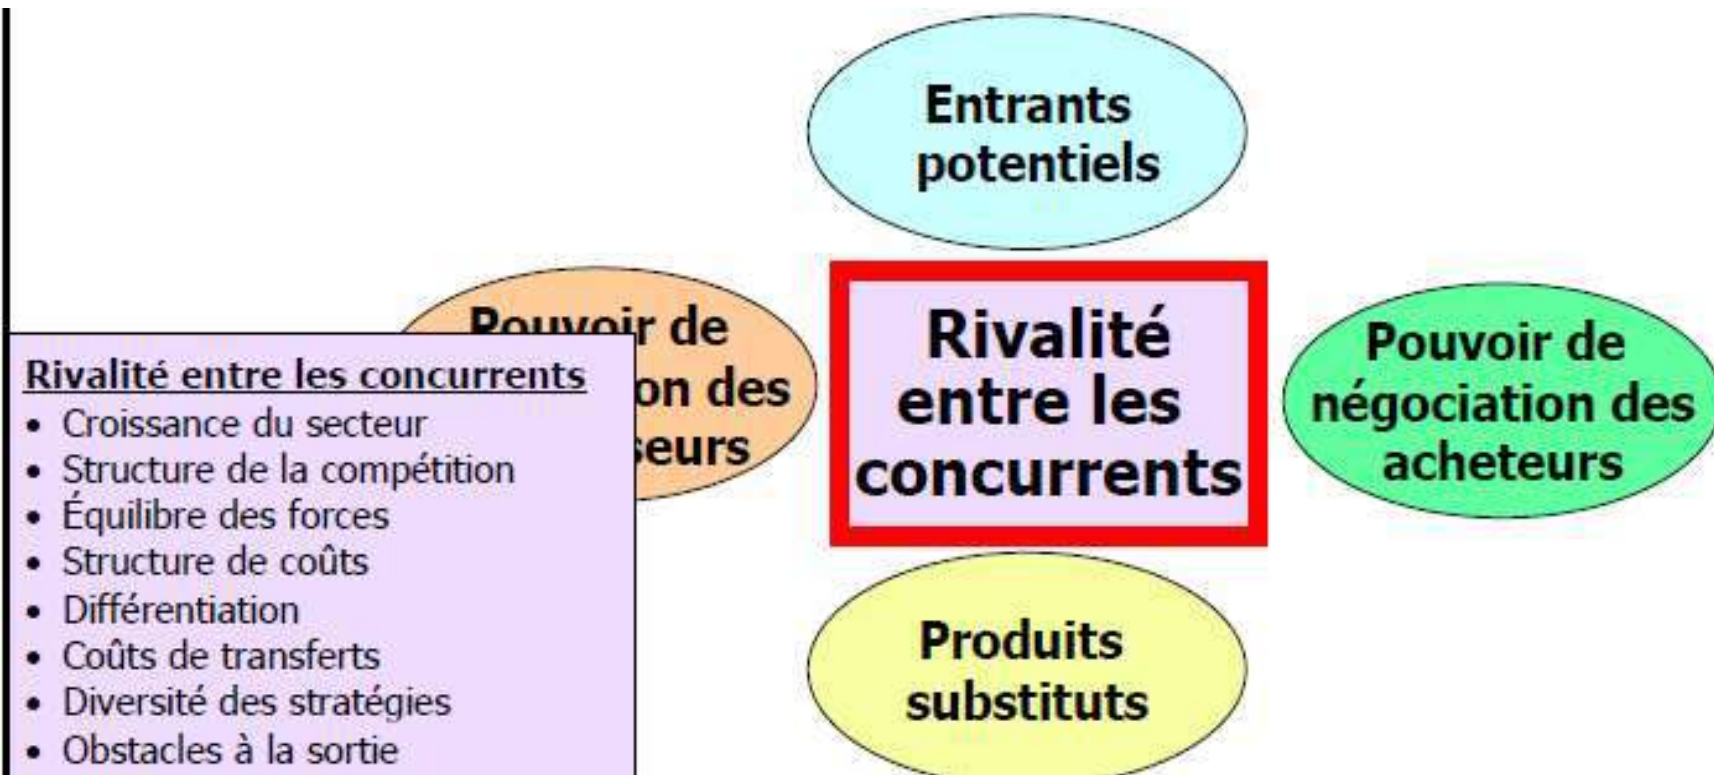 Entrants
potentiels
Pouvoir de
on des
seurs
Rivalité
entre les
concurrents
Pouvoir de
négociation des
acheteurs
Rivalité entre les concurrents
• Croissance du secteur
• Structure de la compétition
• Équilibre des forces
• Structure de coûts
• Différentiation
• Coûts de transferts
• Diversité des stratégies
• Obstacles à la sortie
Produits
substituts